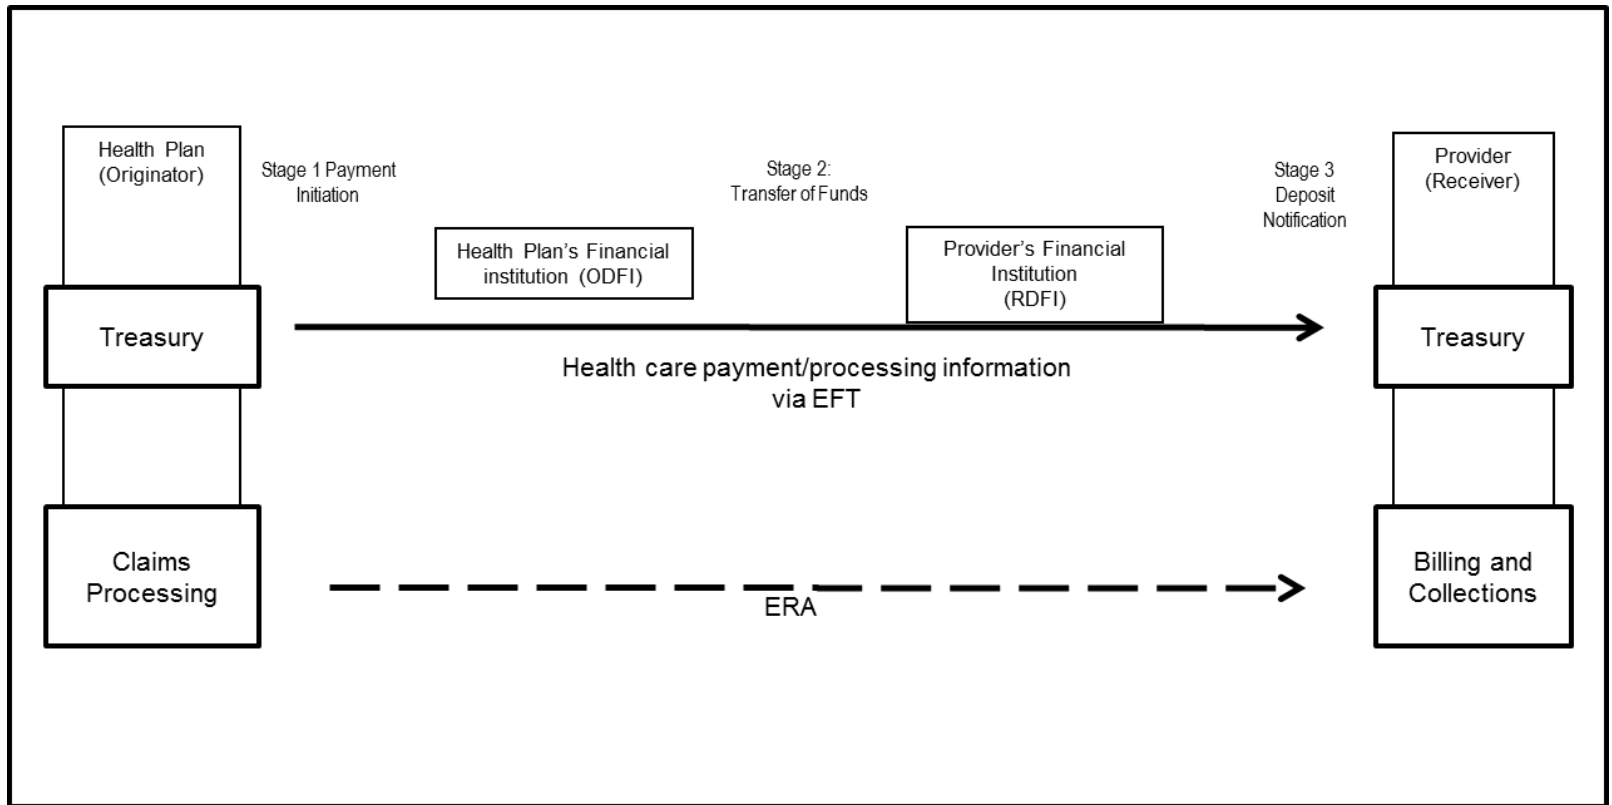 Health Plan
(Originator)
Stage 1 Payment
Initiation
Stage 2:
Transfer of Funds
Stage 3
Deposit
Notification
Provider
(Receiver)
Health Plan’s Financial
institution (ODFI)
Provider’s Financial
Institution
(RDFI)
Treasury
Treasury
Health care payment/processing information
via EFT
Claims
Processing
ERA
Billing and
Collections